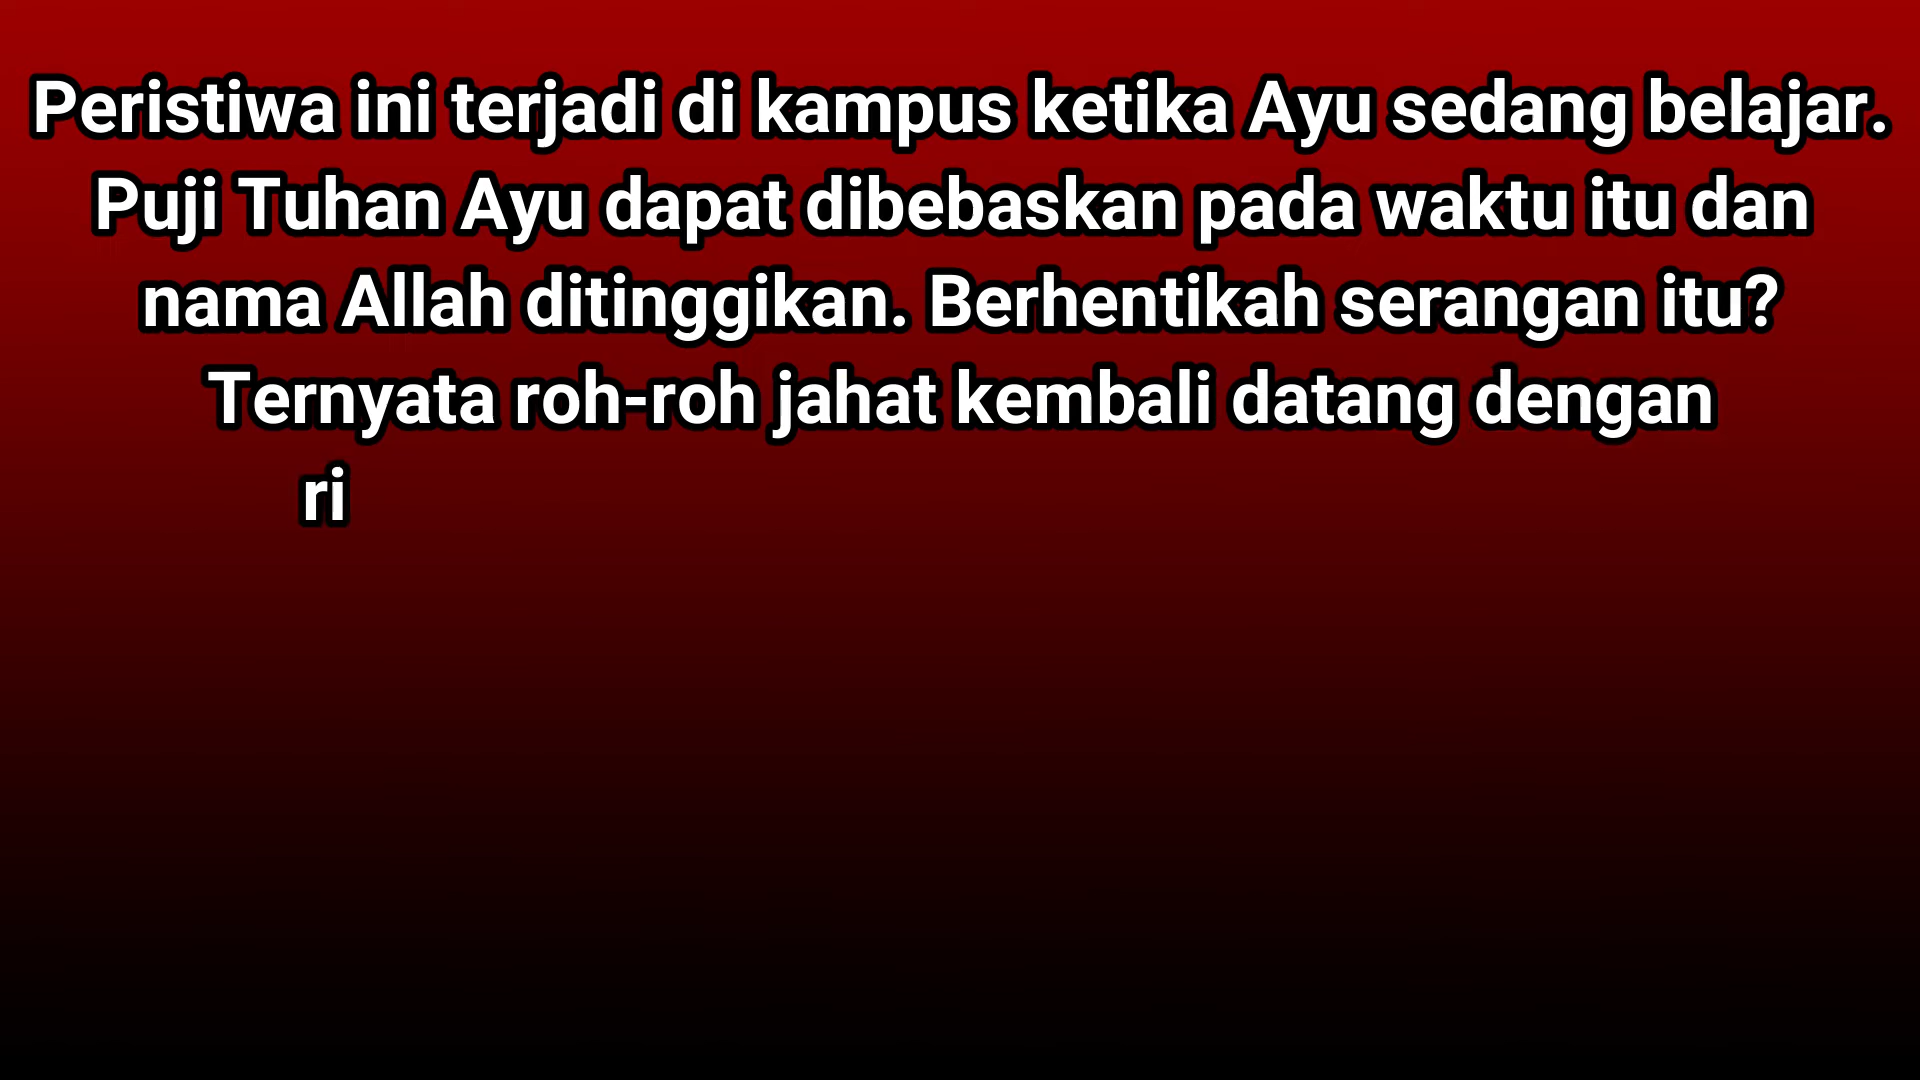 Peristiwa ini terjadi di kampus ketika Ayu sedang belajar.
Puji Tuhan Ayu dapat dibebaskan pada waktu itu dan
nama Allah ditinggikan. Berhentikah serangan itu?
Ternyata roh-roh jahat kembali datang dengan
ri